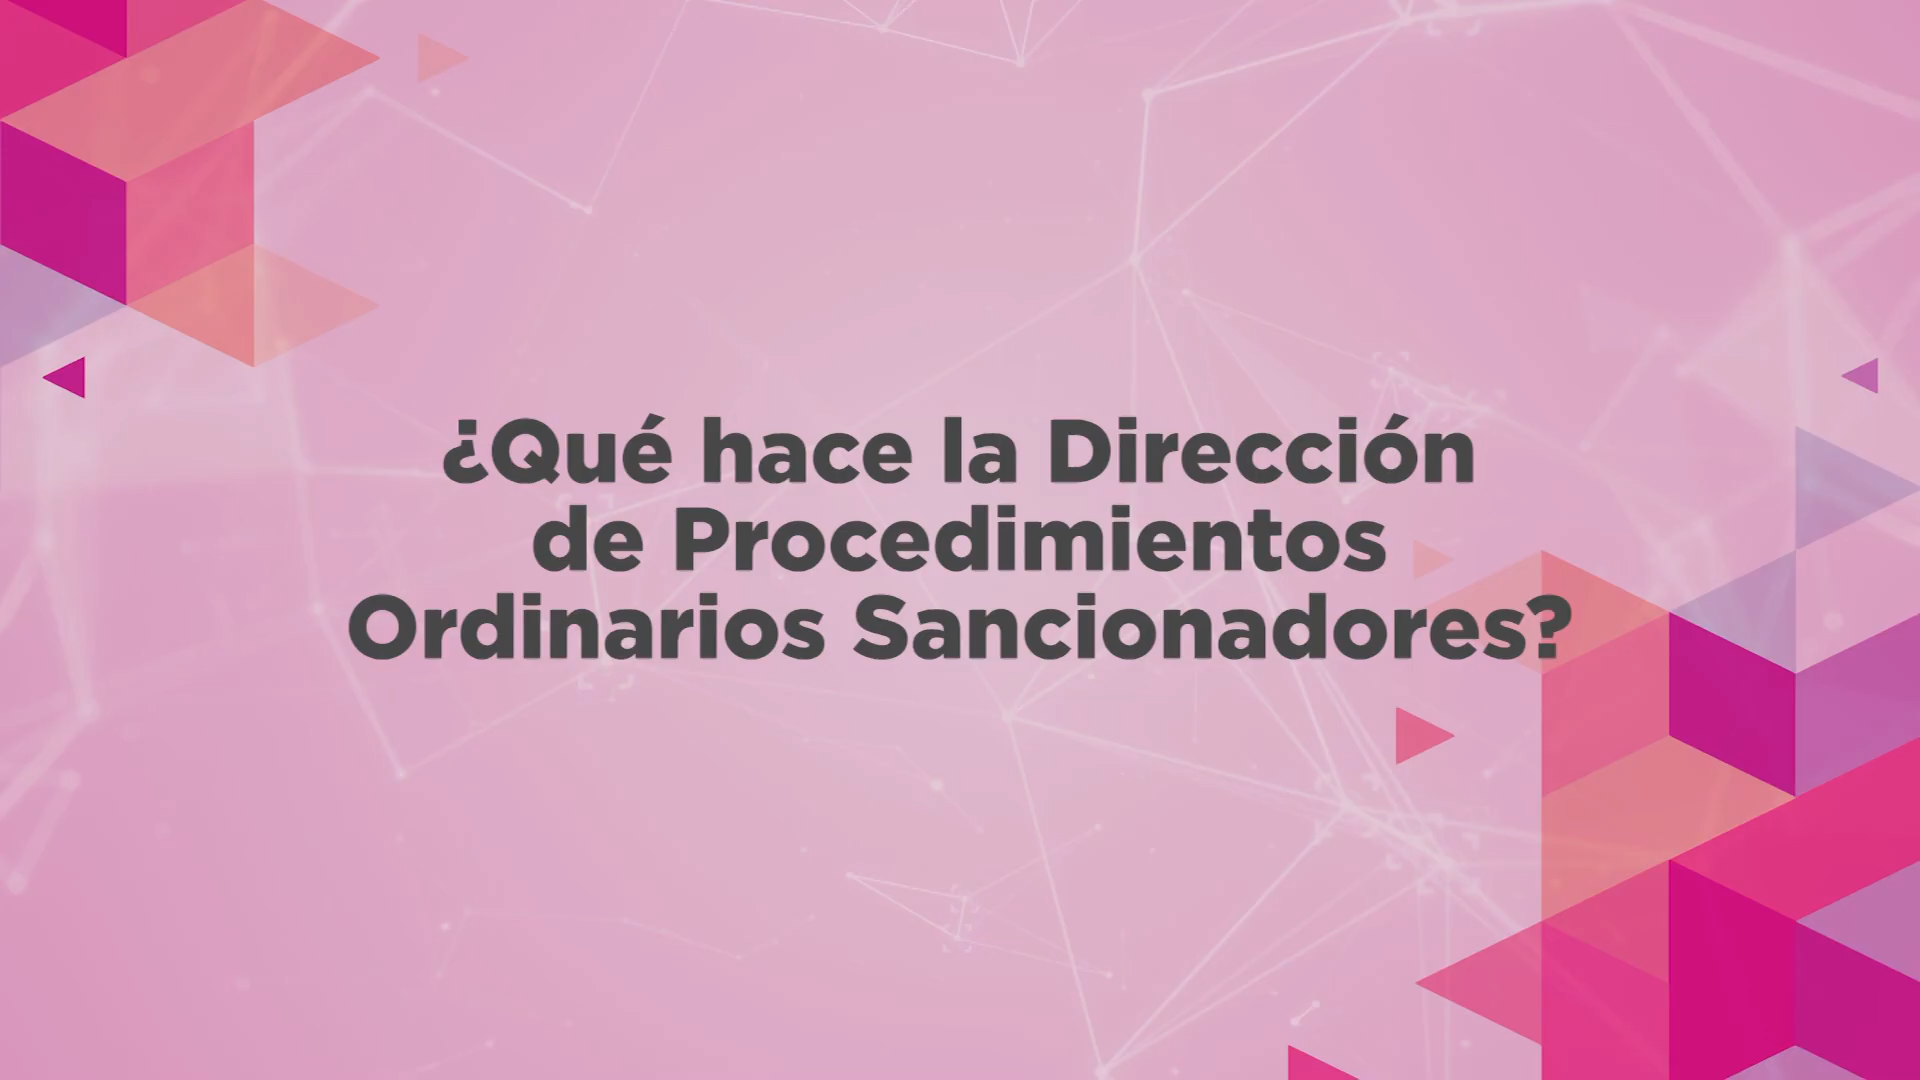 ¿Qué hace la Dirección
de Procedimientos
Ordinarios Sancionadores?